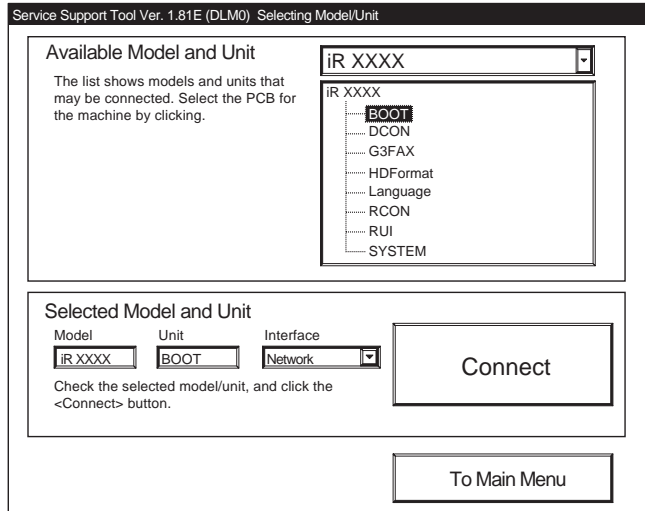 Service Support Tool Ver. 1.81E (DLM0)  Selecting Model/Unit
Available Model and Unit
The list shows models and units that
may be connected. Select the PCB for
the machine by clicking.
iR XXXX
iR XXXX
BOOT
DCON
G3FAX
HDFormat
Language
RCON
RUI
SYSTEM
Selected Model and Unit
Model Unit Interface
iR XXXX BOOT Network
Check the selected model/unit, and click the
<Connect> button.
Connect
To Main Menu